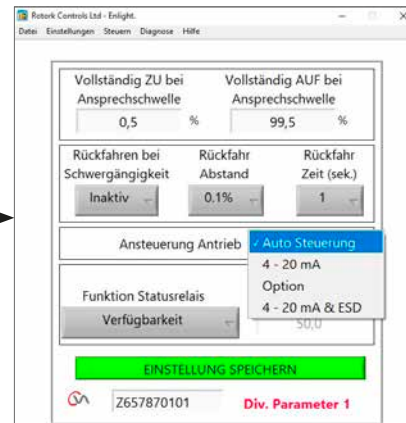 Rotork Controls Ltd - Enlight.
Datei Einstellungen Steuern Diagnose Hilfe
Vollständig ZU bei Vollständig AUF bei
Ansprechschwelle Ansprechschwelle
0,5 % 99,5 %
Rückfahren bei Rückfahr Rückfahr
Schwergängigkeit Abstand Zeit (sek.)
Inaktiv 0.1% 1
Ansteuerung Antrieb ✓ Auto Steuerung
4 - 20 mA
Option
4 - 20 mA & ESD
Funktion Statusrelais
Verfügbarkeit 50,0
EINSTELLUNG SPEICHERN
Z657870101 Div. Parameter 1